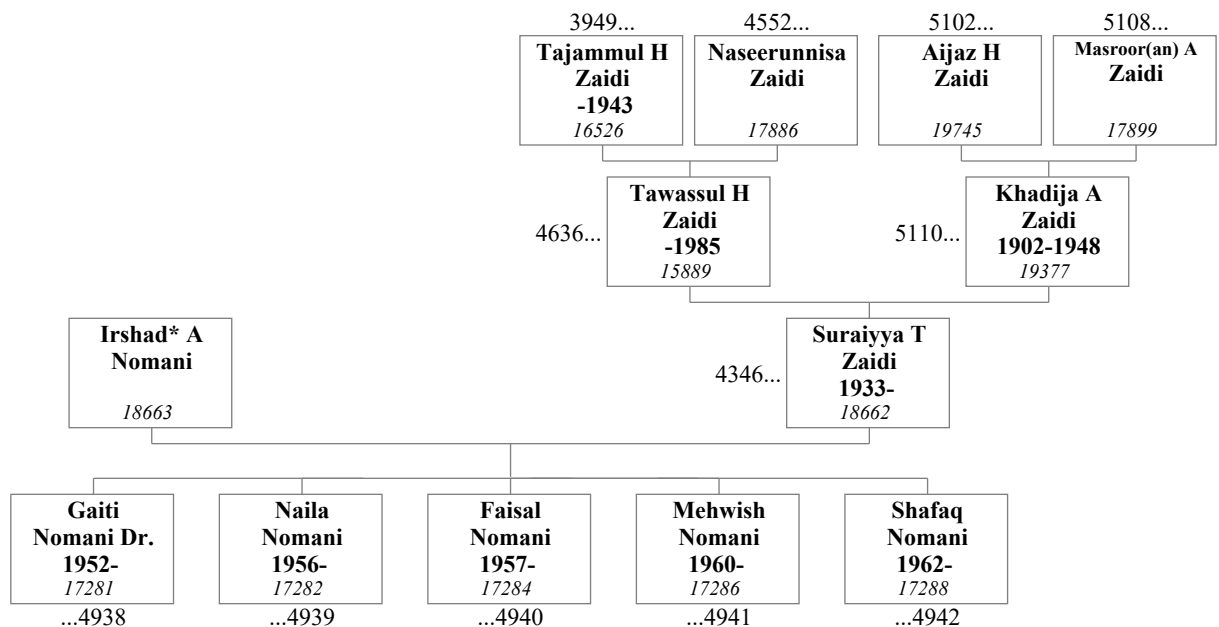 3949...
4552...
5102...
5108...
Tajammul H
Zaidi
-1943
16526
Naseerunnisa
Zaidi
17886
Aijaz H
Zaidi
19745
Masroor(an) A
Zaidi
17899
4636...
Tawassul H
Zaidi
-1985
15889
5110...
Khadija A
Zaidi
1902-1948
19377
Irshad* A
Nomani
18663
4346...
Suraiyya T
Zaidi
1933-
18662
Gaiti
Nomani Dr.
1952-
17281
...4938
Naila
Nomani
1956-
17282
...4939
Faisal
Nomani
1957-
17284
...4940
Mehwish
Nomani
1960-
17286
...4941
Shafaq
Nomani
1962-
17288
...4942